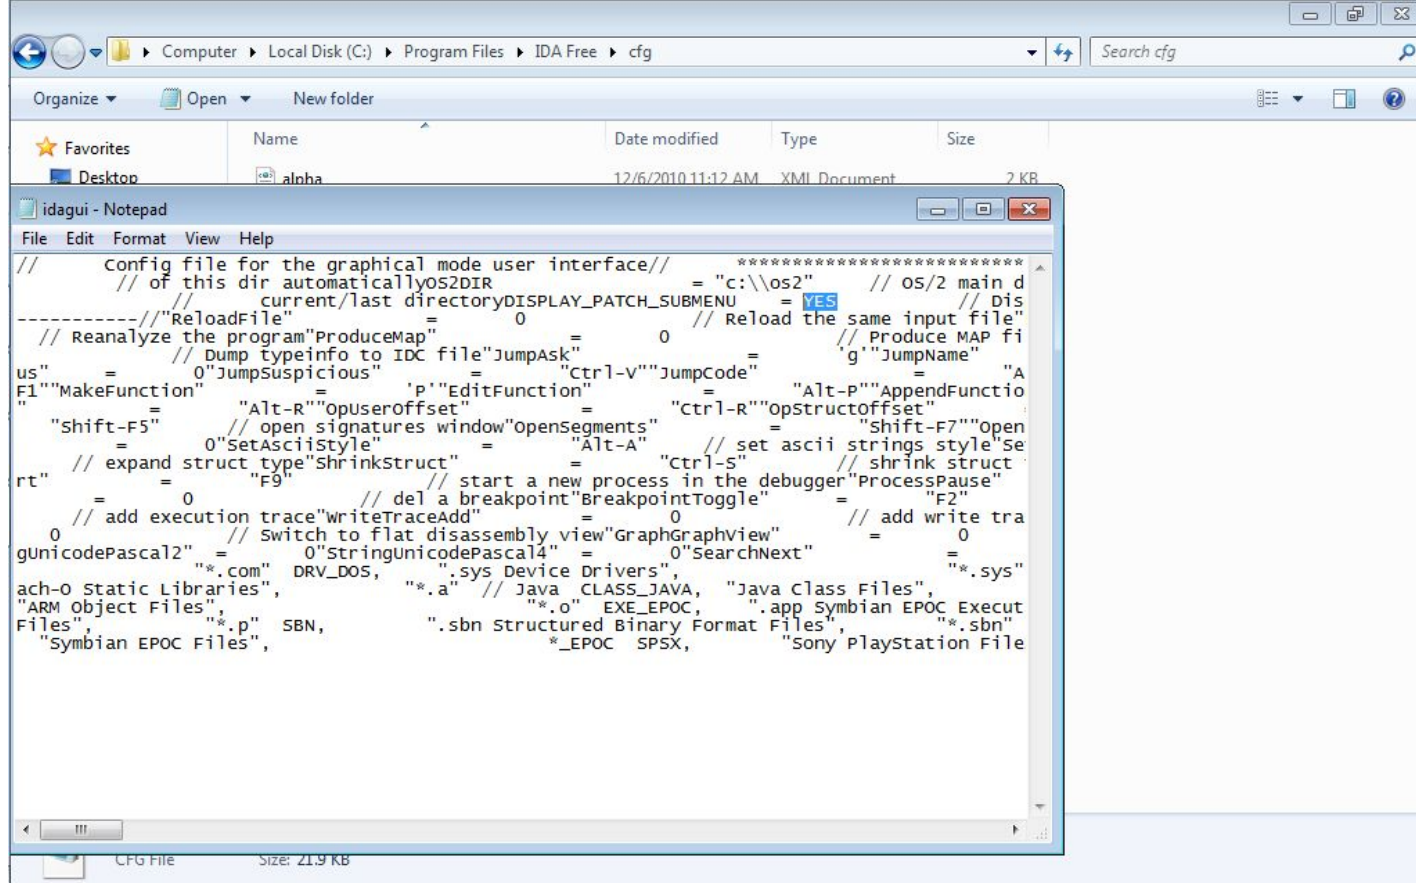 Computer ▸ Local Disk (C:) ▸ Program Files ▸ IDA Free ▸ cfg
Search cfg
Organize Open New folder
Favorites Name Date modified Type Size
Desktop alpha 12/6/2010 11:12 AM XML Document 2 KB
idagui - Notepad
File Edit Format View Help
// Config file for the graphical mode user interface// **************************
// of this dir automaticallyOS2DIR = "c:\\os2" // OS/2 main d
// current/last directoryDISPLAY_PATCH_SUBMENU = YES // Dis
-----------//"ReloadFile" = 0 // Reload the same input file"
// Reanalyze the program"ProduceMap" = 0 // Produce MAP fi
// Dump typeinfo to IDC file"JumpAsk" = 'g'"JumpName"
us" = 0"JumpSuspicious" = "Ctrl-V""JumpCode" = "A
F1""MakeFunction" = 'P'"EditFunction" = "Alt-P""AppendFunctio
" = "Alt-R""OpUserOffset" = "Ctrl-R""OpStructOffset"
"Shift-F5" // open signatures window"OpenSegments" = "Shift-F7""Open
= 0"SetAsciiStyle" = "Alt-A" // set ascii strings style"Se
// expand struct type"ShrinkStruct" = "Ctrl-S" // shrink struct
rt" = "F9" // start a new process in the debugger"ProcessPause"
= 0 // del a breakpoint"BreakpointToggle" = "F2"
// add execution trace"WriteTraceAdd" = 0 // add write tra
0 // Switch to flat disassembly view"GraphGraphView" = 0
gUnicodePascal2" = 0"StringUnicodePascal4" = 0"SearchNext" =
"*.com" DRV_DOS, ".sys Device Drivers", "*.sys"
ach-O Static Libraries", "*.a" // Java CLASS_JAVA, "Java Class Files",
"ARM Object Files", "*.o" EXE_EPOC, ".app Symbian EPOC Execut
Files", "*.p" SBN, ".sbn Structured Binary Format Files", "*.sbn"
"Symbian EPOC Files", *_EPOC SPSX, "Sony PlayStation File
CFG File Size: 21.9 KB